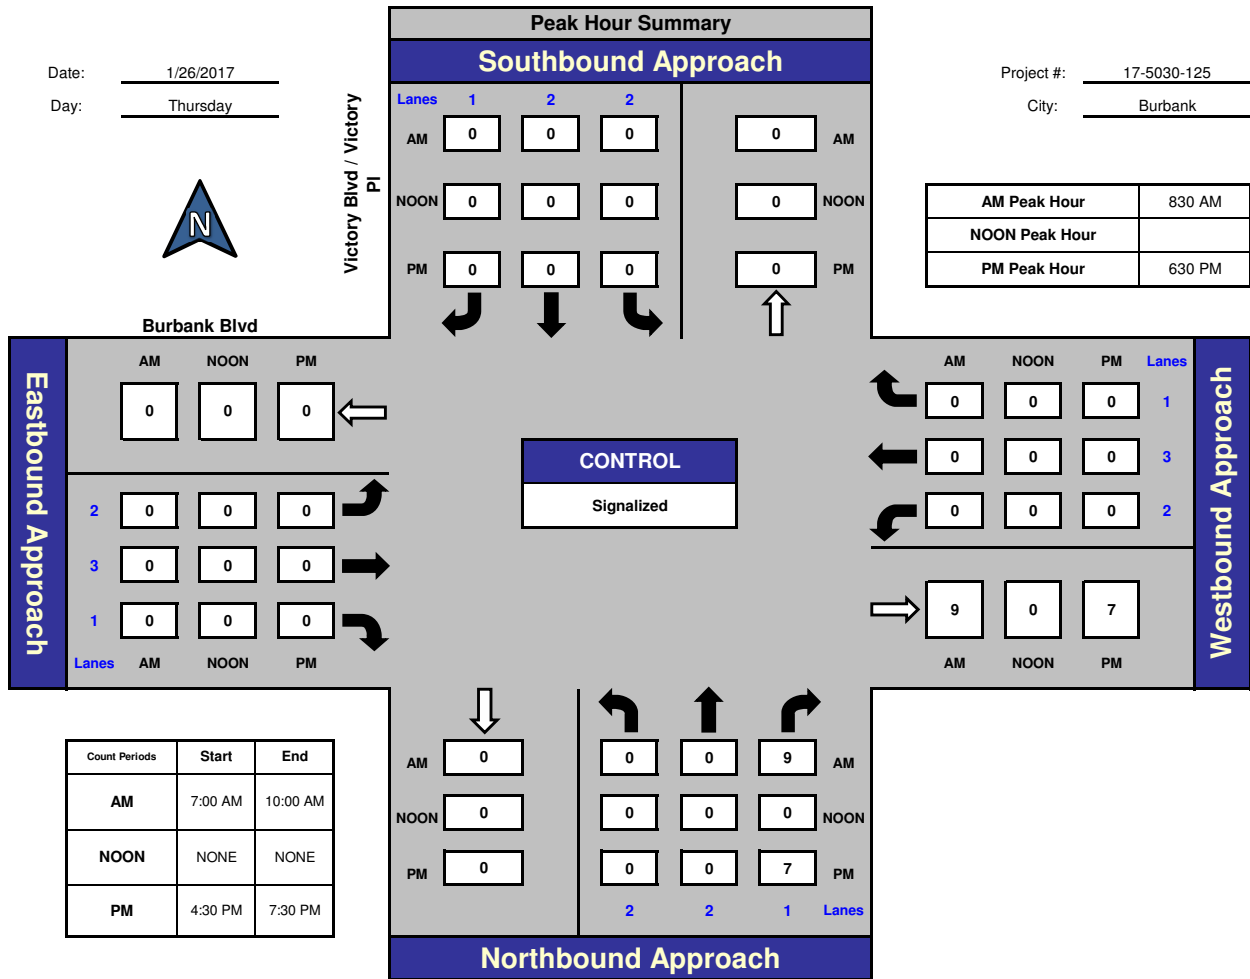 Peak Hour Summary
Southbound Approach
Date: 1/26/2017
Day: Thursday
Project #: 17-5030-125
City: Burbank
Victory Blvd / Victory
Pl
N
Lanes 1 2 2
AM 0 0 0 0 AM
NOON 0 0 0 0 NOON
PM 0 0 0 0 PM
AM Peak Hour 830 AM
NOON Peak Hour
PM Peak Hour 630 PM
Burbank Blvd
Eastbound Approach
AM NOON PM
0 0 0
2 0 0 0
3 0 0 0
1 0 0 0
Lanes AM NOON PM
CONTROL
Signalized
AM NOON PM Lanes
0 0 0 1
0 0 0 3
0 0 0 2
9 0 7
AM NOON PM
Westbound Approach
Count Periods Start End
AM 7:00 AM 10:00 AM
NOON NONE NONE
PM 4:30 PM 7:30 PM
AM 0 0 0 9 AM
NOON 0 0 0 0 NOON
PM 0 0 0 7 PM
2 2 1 Lanes
Northbound Approach